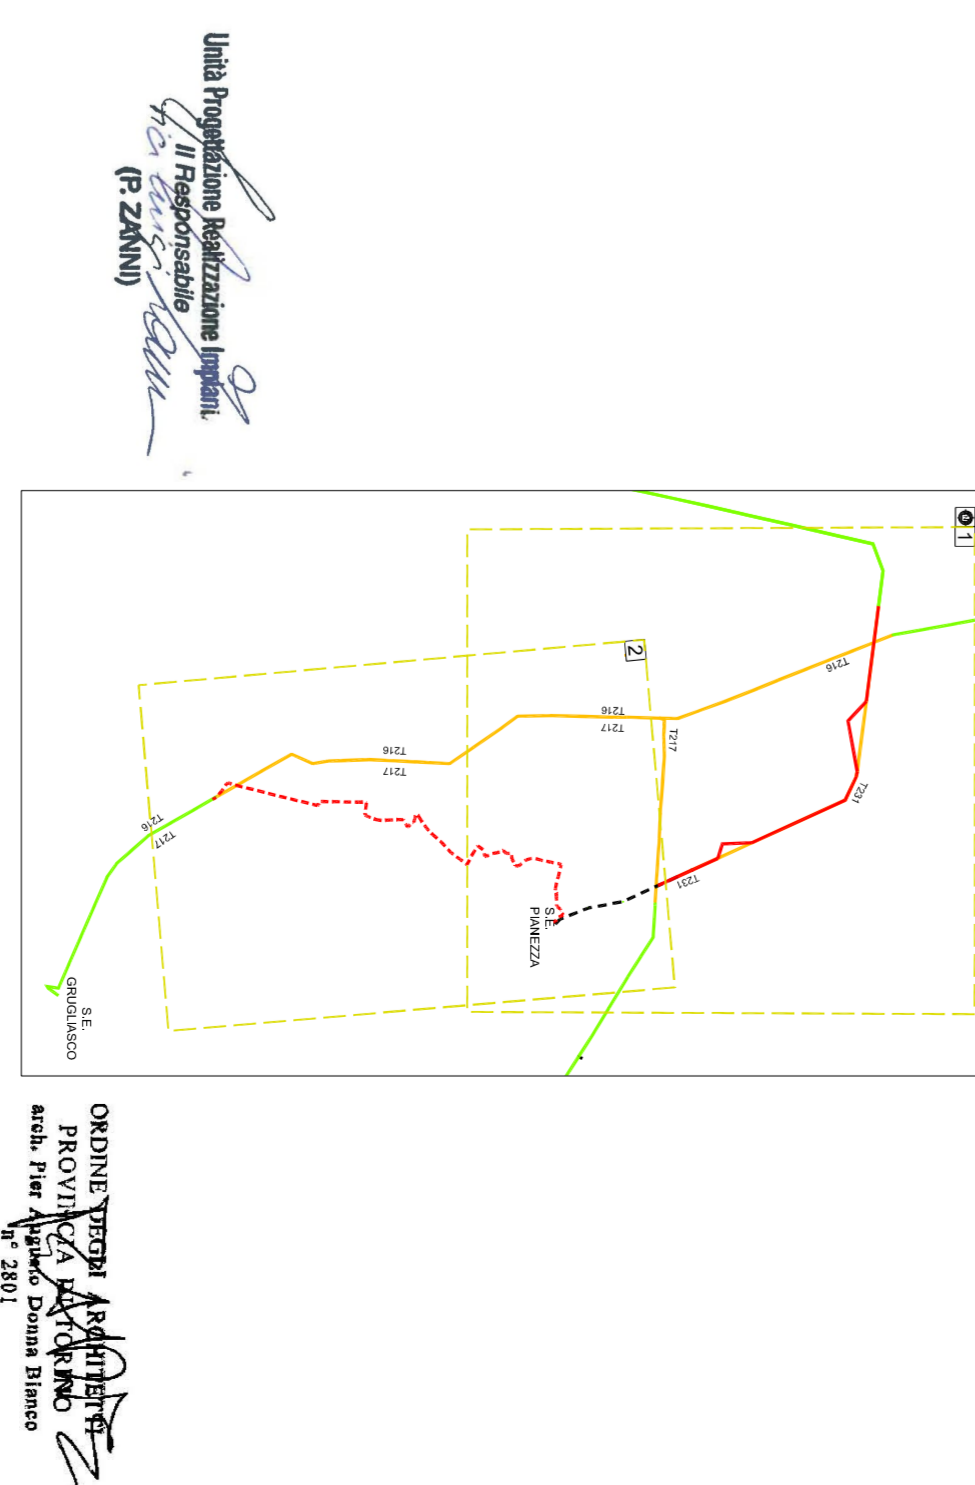 Unità Progettazione Realizzazione Impianti
Il Responsabile
(P. ZANNI)
1
2
T216
T216
T217
T217
T216
T217
T231
T231
T216
T217
S.E.
PIANEZZA
S.E.
GRUGLIASCO
ORDINE DEGLI ARCHITETTI
PROVINCIA DI TORINO
arch. Pier Augusto Donna Bianco
n° 2801